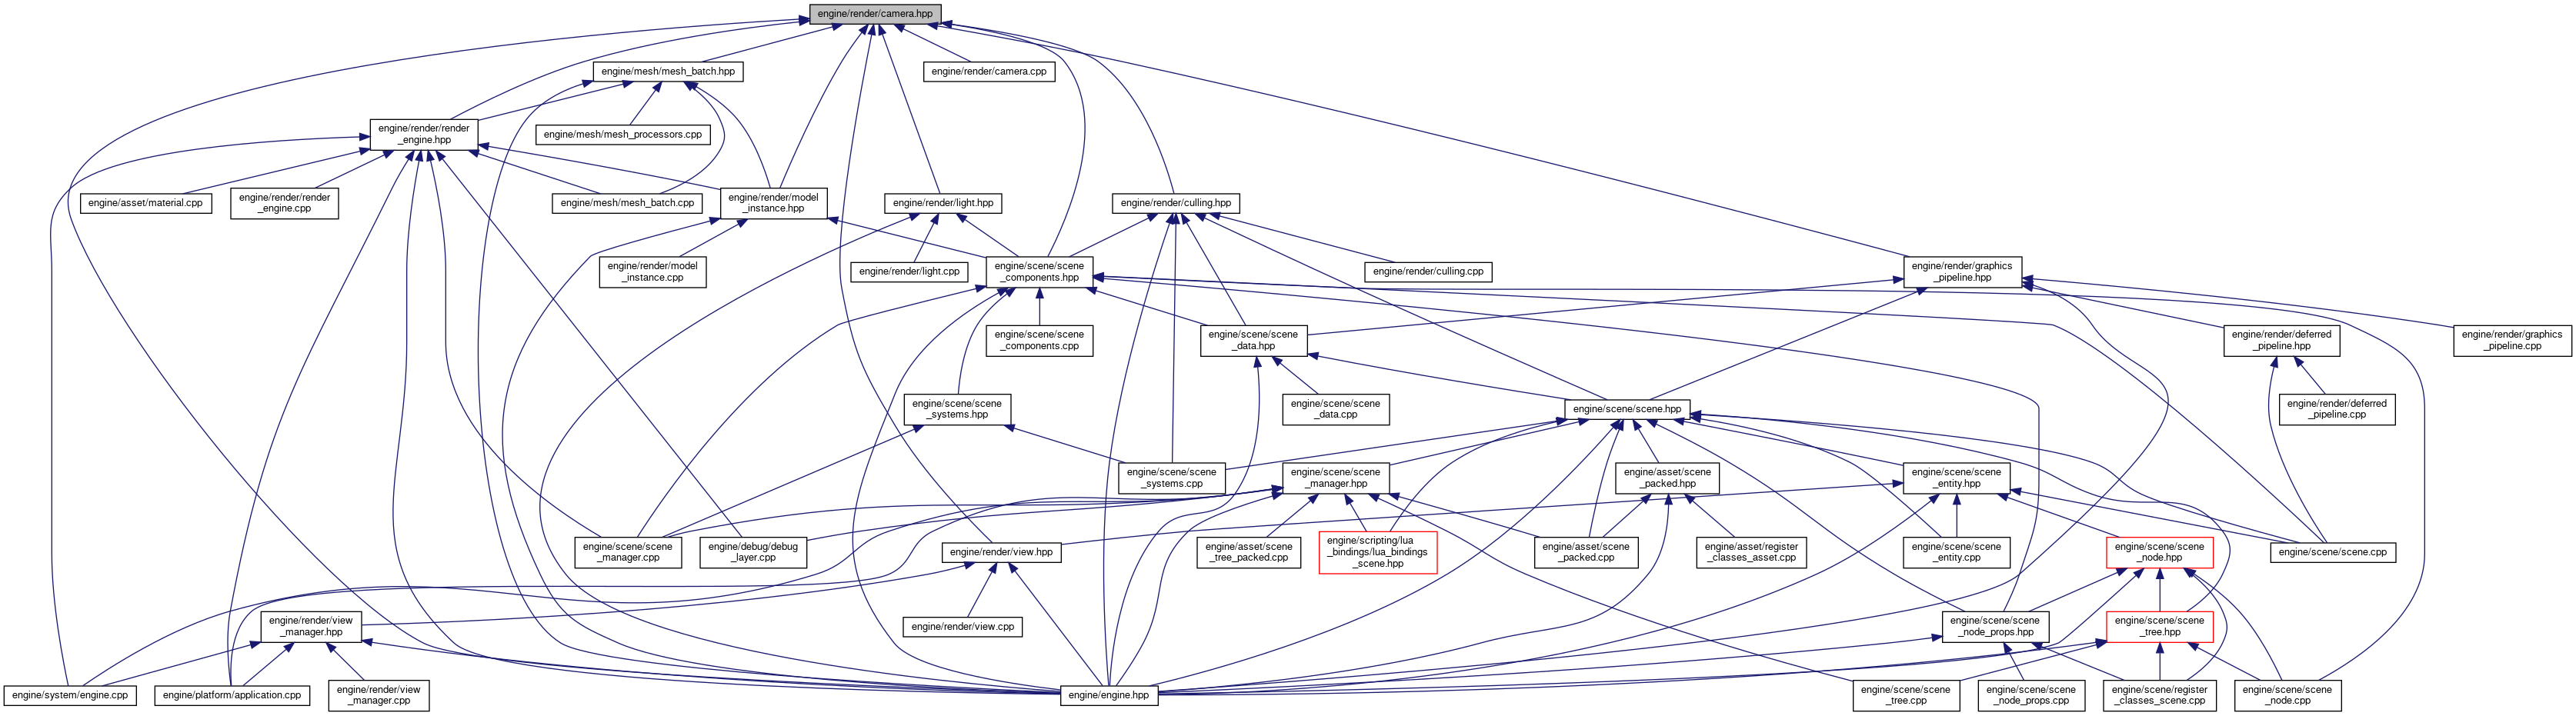 engine/render/camera.hpp
engine/mesh/mesh_batch.hpp
engine/render/camera.cpp
engine/render/render
_engine.hpp
engine/mesh/mesh_processors.cpp
engine/asset/material.cpp
engine/render/render
_engine.cpp
engine/mesh/mesh_batch.cpp
engine/render/model
_instance.hpp
engine/render/light.hpp
engine/render/culling.hpp
engine/render/model
_instance.cpp
engine/render/light.cpp
engine/scene/scene
_components.hpp
engine/render/culling.cpp
engine/render/graphics
_pipeline.hpp
engine/scene/scene
_components.cpp
engine/scene/scene
_data.hpp
engine/render/deferred
_pipeline.hpp
engine/render/graphics
_pipeline.cpp
engine/scene/scene
_systems.hpp
engine/scene/scene
_data.cpp
engine/scene/scene.hpp
engine/render/deferred
_pipeline.cpp
engine/scene/scene
_systems.cpp
engine/scene/scene
_manager.hpp
engine/asset/scene
_packed.hpp
engine/scene/scene
_entity.hpp
engine/scene/scene
_manager.cpp
engine/debug/debug
_layer.cpp
engine/render/view.hpp
engine/asset/scene
_tree_packed.cpp
engine/scripting/lua
_bindings/lua_bindings
_scene.hpp
engine/asset/scene
_packed.cpp
engine/asset/register
_classes_asset.cpp
engine/scene/scene
_entity.cpp
engine/scene/scene
_node.hpp
engine/scene/scene.cpp
engine/render/view
_manager.hpp
engine/render/view.cpp
engine/scene/scene
_node_props.hpp
engine/scene/scene
_tree.hpp
engine/system/engine.cpp
engine/platform/application.cpp
engine/render/view
_manager.cpp
engine/engine.hpp
engine/scene/scene
_tree.cpp
engine/scene/scene
_node_props.cpp
engine/scene/register
_classes_scene.cpp
engine/scene/scene
_node.cpp